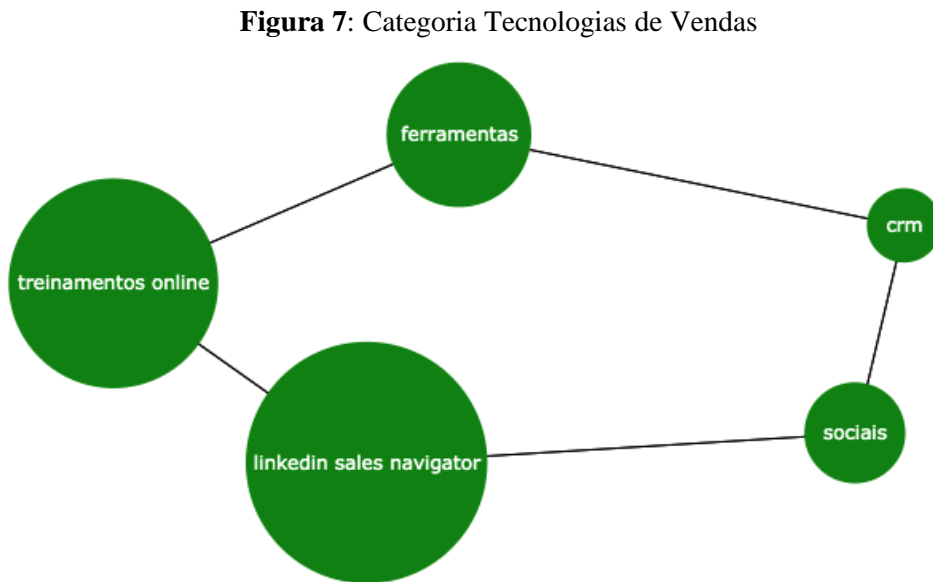 Figura 7: Categoria Tecnologias de Vendas
ferramentas
crm
treinamentos online
sociais
linkedin sales navigator